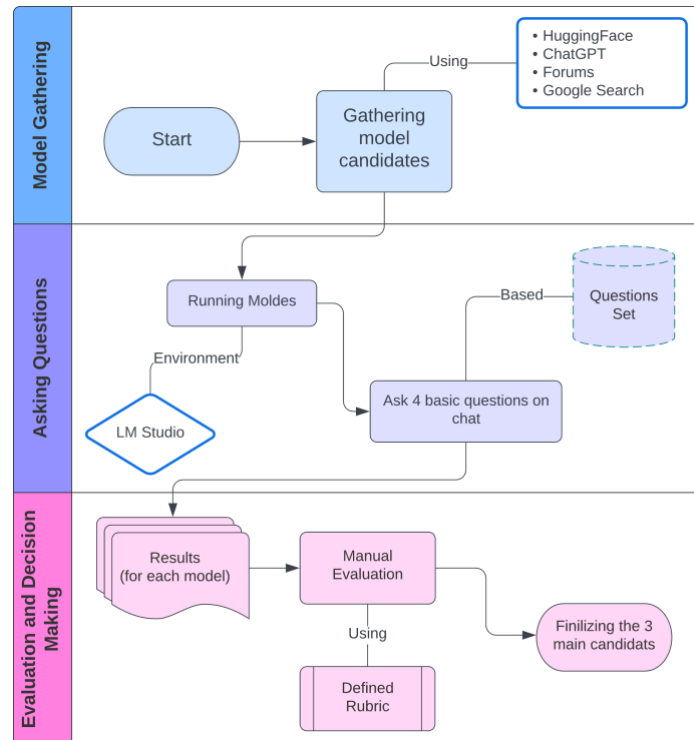 Model Gathering
Start
Gathering
model
candidates
Using
• HuggingFace
• ChatGPT
• Forums
• Google Search
Asking Questions
Running Moldes
Environment
LM Studio
Based
Questions
Set
Ask 4 basic questions on
chat
Evaluation and Decision
Making
Results
(for each model)
Manual
Evaluation
Using
Defined
Rubric
Finilizing the 3
main candidats